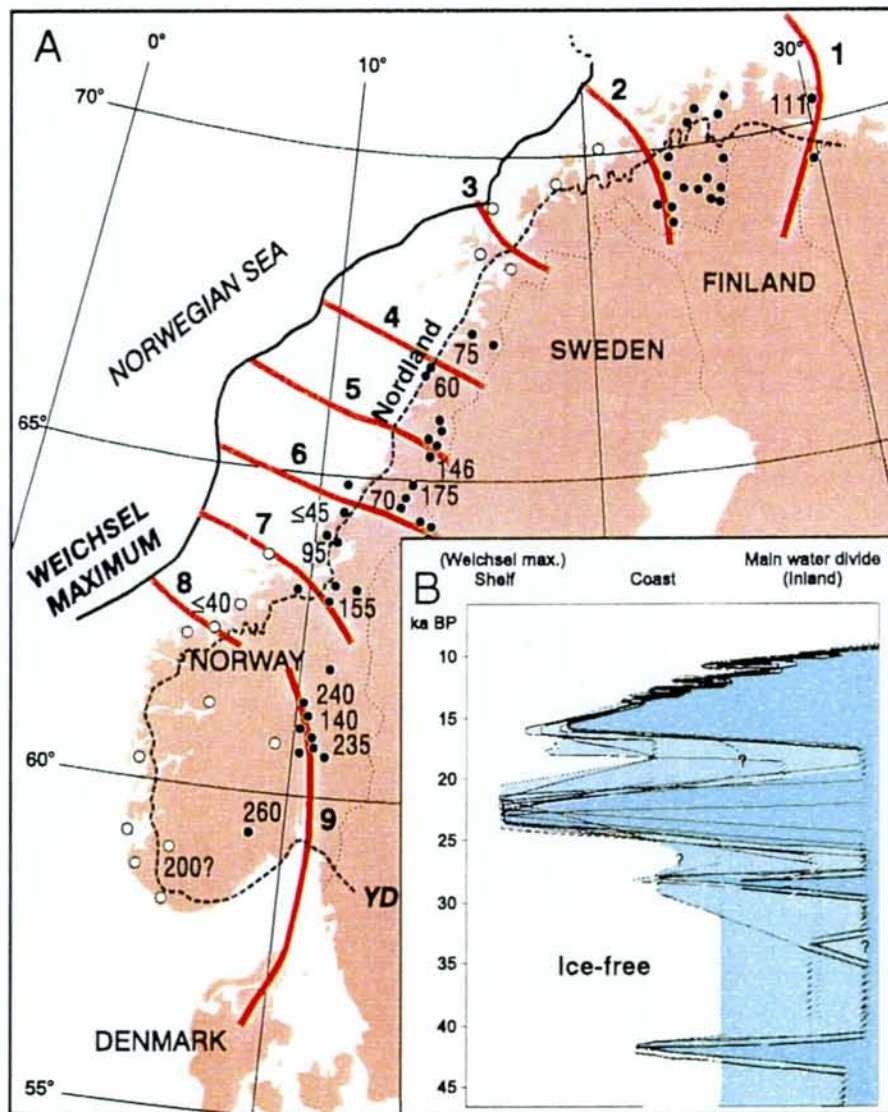 A
0°
10°
30°
1
70°
2
111
3
NORWEGIAN SEA
FINLAND
4
Nordland
75
SWEDEN
60
5
65°
6
146
70
175
≤45
WEICHSEL
MAXIMUM
7
95
8
≤40
155
NORWAY
240
140
235
60°
260
9
200?
YD
DENMARK
55°
B
(Weichsel max.)
Shelf
Coast
Main water divide
(Inland)
ka BP
10
15
?
20
25
?
30
?
35
Ice-free
40
45